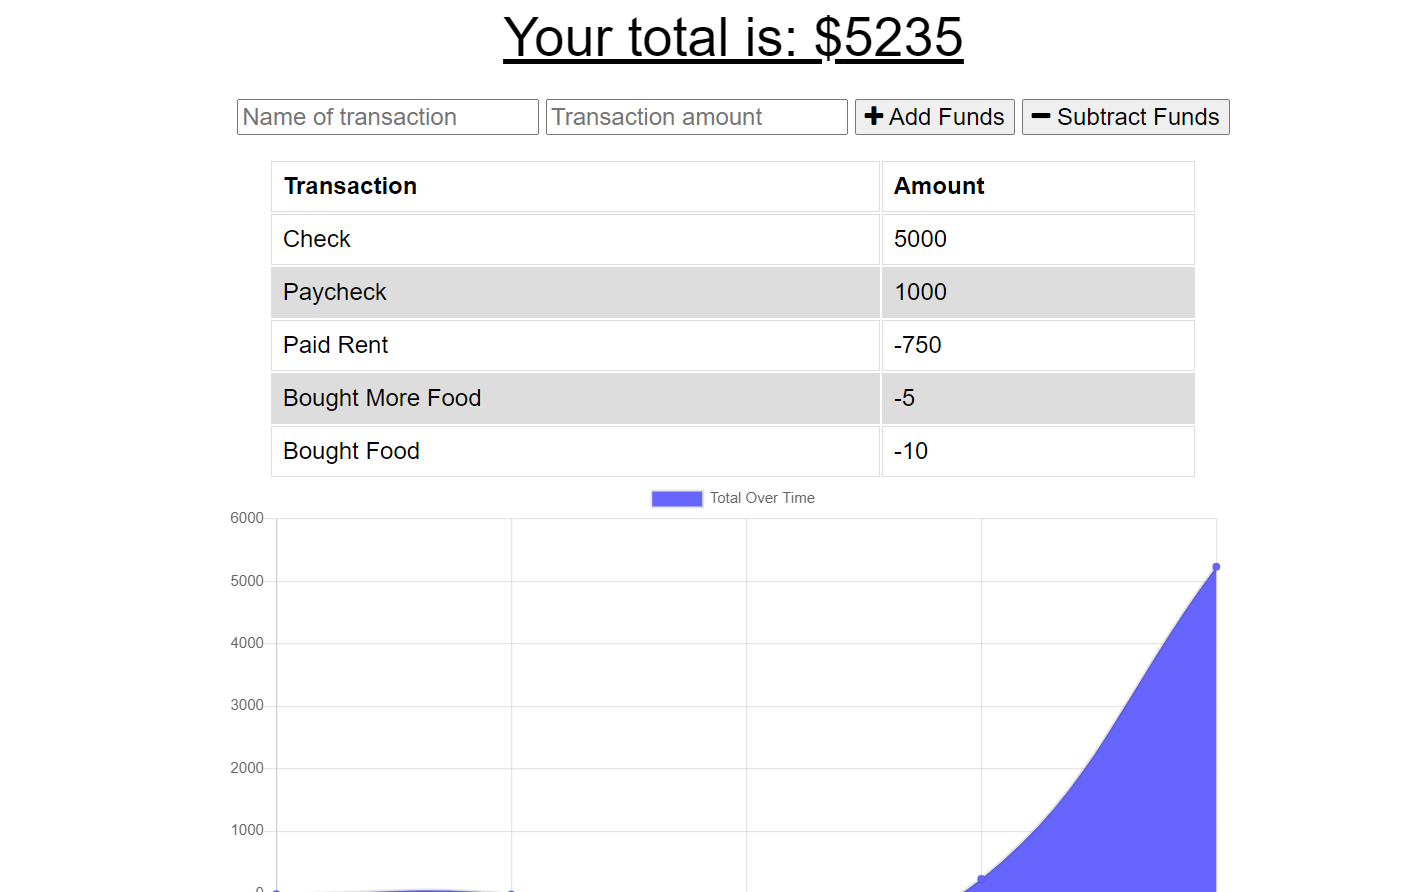 Your total is: $5235
Name of transaction Transaction amount Add Funds Subtract Funds
Transaction Amount
Check 5000
Paycheck 1000
Paid Rent -750
Bought More Food -5
Bought Food -10
Total Over Time
6000
5000
4000
3000
2000
1000
0